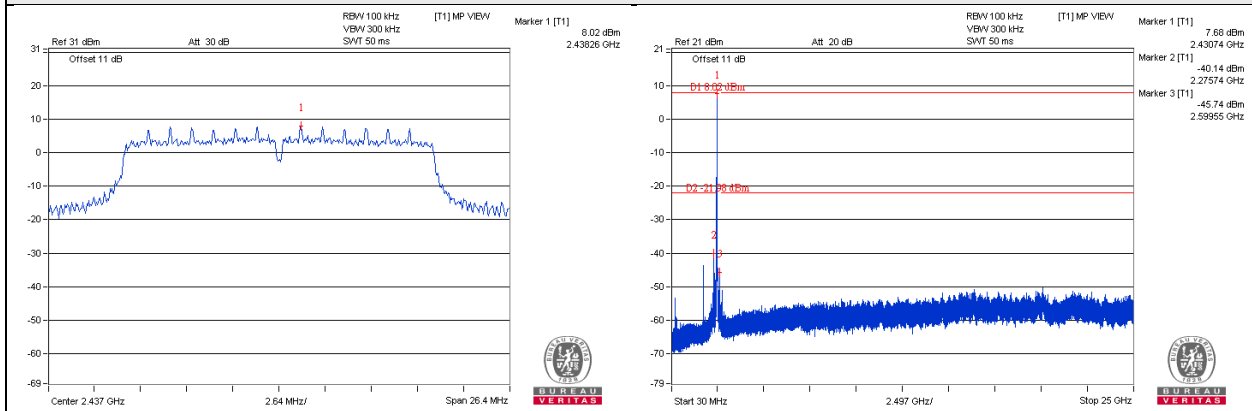 RBW 100 kHz [T1] MP VIEW
VBW 300 kHz
Ref 31 dBm Att 30 dB SWT 50 ms
Marker 1 [T1]
8.02 dBm
2.43826 GHz
31
Offset 11 dB
20
10
0
-10
-20
-30
-40
-50
-60
-69
1
Center 2.437 GHz 2.64 MHz/ Span 26.4 MHz
BUREAU VERITAS
1828
BUREAU
VERITAS
RBW 100 kHz [T1] MP VIEW
VBW 300 kHz
Ref 21 dBm Att 20 dB SWT 50 ms
Marker 1 [T1]
7.68 dBm
2.43074 GHz
Marker 2 [T1]
-40.14 dBm
2.27574 GHz
Marker 3 [T1]
-45.74 dBm
2.59955 GHz
21
Offset 11 dB
10
0
-10
-20
-30
-40
-50
-60
-70
-79
1
D1 8.02 dBm
D2 -21.98 dBm
2
3
Start 30 MHz 2.497 GHz/ Stop 25 GHz
BUREAU VERITAS
1828
BUREAU
VERITAS